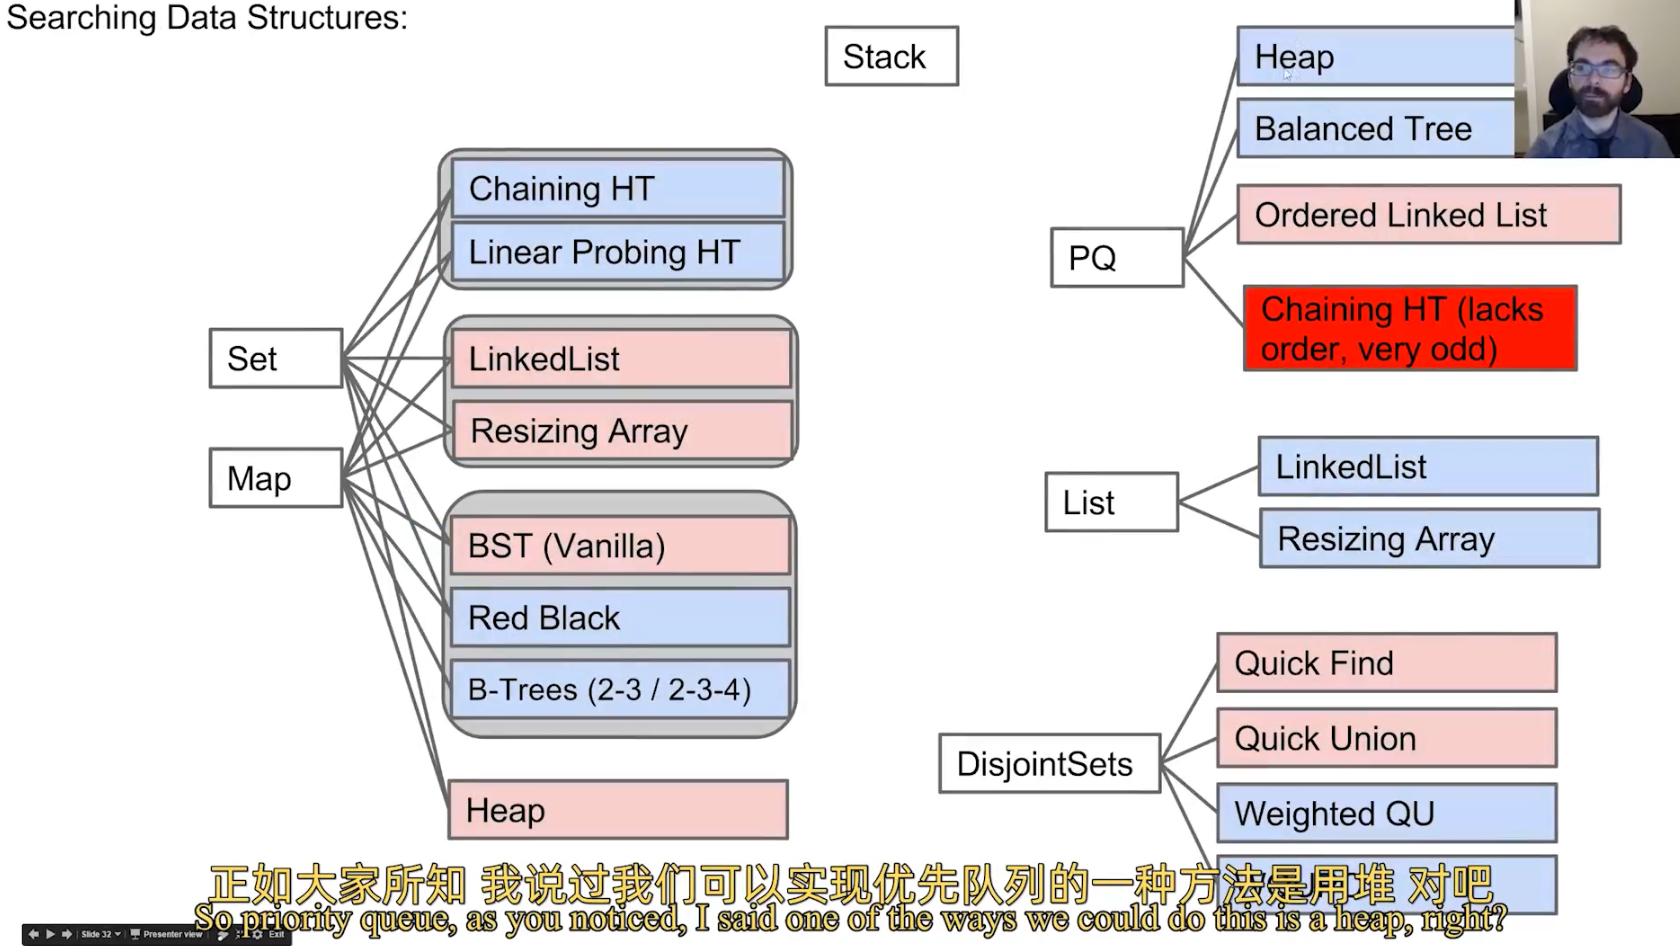 Searching Data Structures:
Stack
Set
Map
Chaining HT
Linear Probing HT
LinkedList
Resizing Array
BST (Vanilla)
Red Black
B-Trees (2-3 / 2-3-4)
Heap
PQ
Heap
Balanced Tree
Ordered Linked List
Chaining HT (lacks
order, very odd)
List
LinkedList
Resizing Array
DisjointSets
Quick Find
Quick Union
Weighted QU
正如大家所知 我说过我们可以实现优先队列的一种方法是用堆 对吧
So priority queue, as you noticed, I said one of the ways we could do this is a heap, right?
Slide 32
Presenter view
Exit